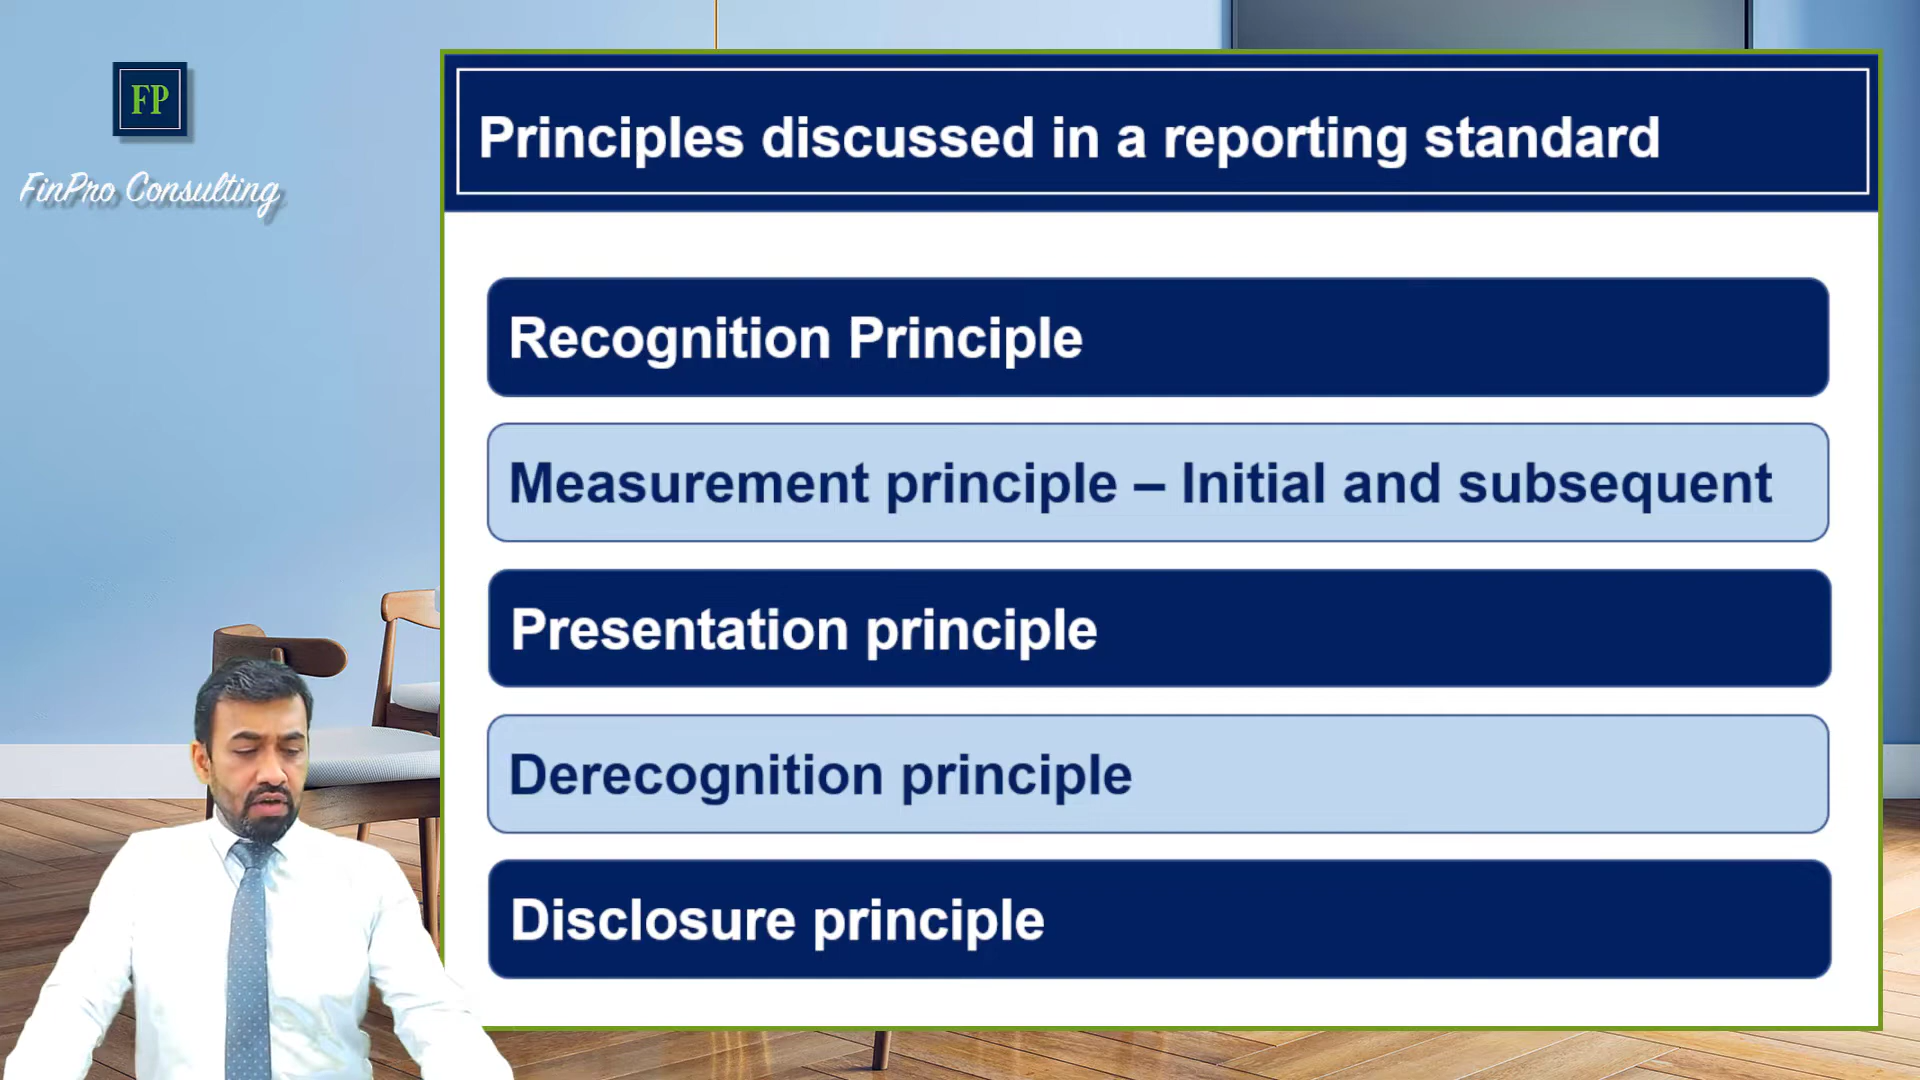 FP
FinPro Consulting
Principles discussed in a reporting standard
Recognition Principle
Measurement principle – Initial and subsequent
Presentation principle
Derecognition principle
Disclosure principle